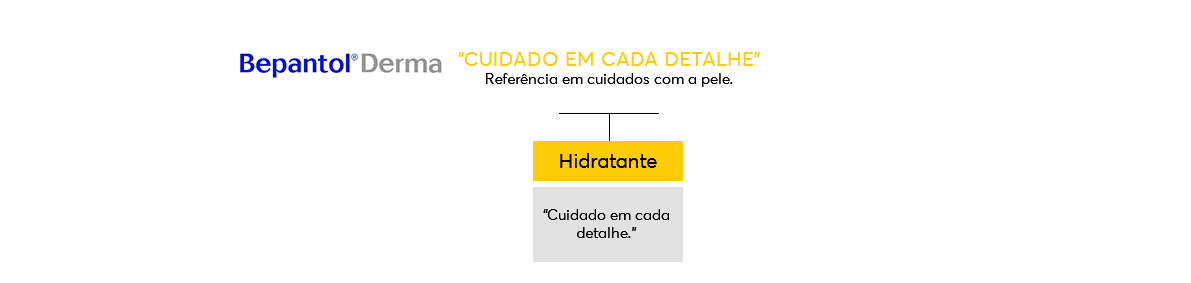 Bepantol® Derma "CUIDADO EM CADA DETALHE"
Referência em cuidados com a pele.
Hidratante
"Cuidado em cada
detalhe."